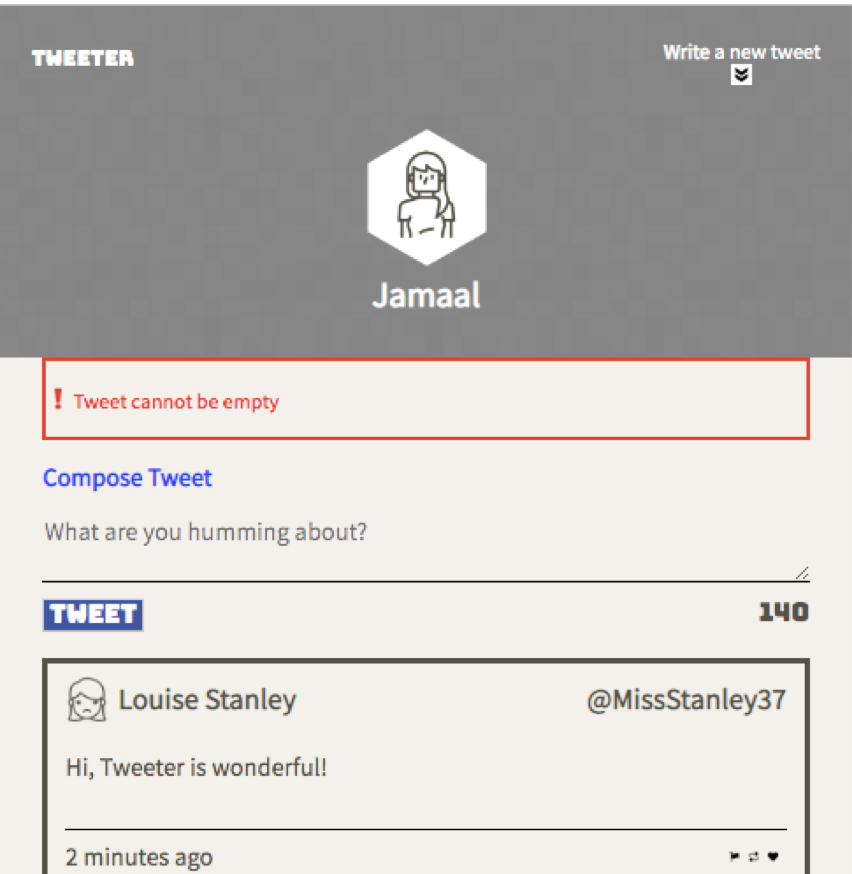 TWEETER
Write a new tweet
Jamaal
! Tweet cannot be empty
Compose Tweet
What are you humming about?
TWEET
140
Louise Stanley
@MissStanley37
Hi, Tweeter is wonderful!
2 minutes ago